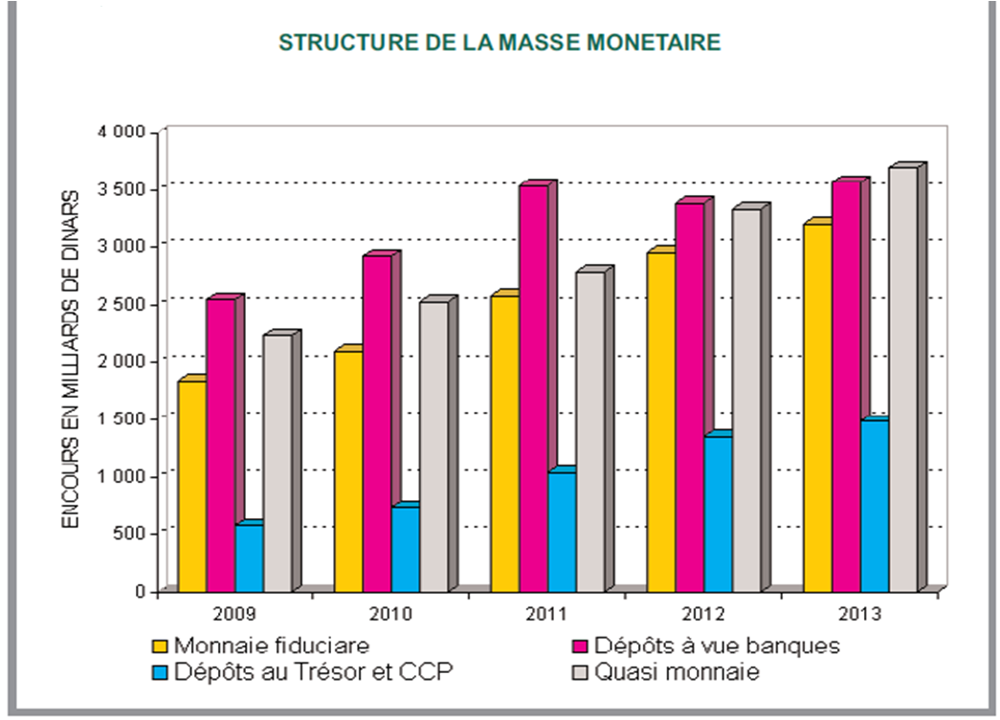 STRUCTURE DE LA MASSE MONETAIRE
ENCOURS EN MILLIARDS DE DINARS
4 000
3 500
3 000
2 500
2 000
1 500
1 000
500
0
2009 2010 2011 2012 2013
Monnaie fiduciare Dépôts à vue banques
Dépôts au Trésor et CCP Quasi monnaie